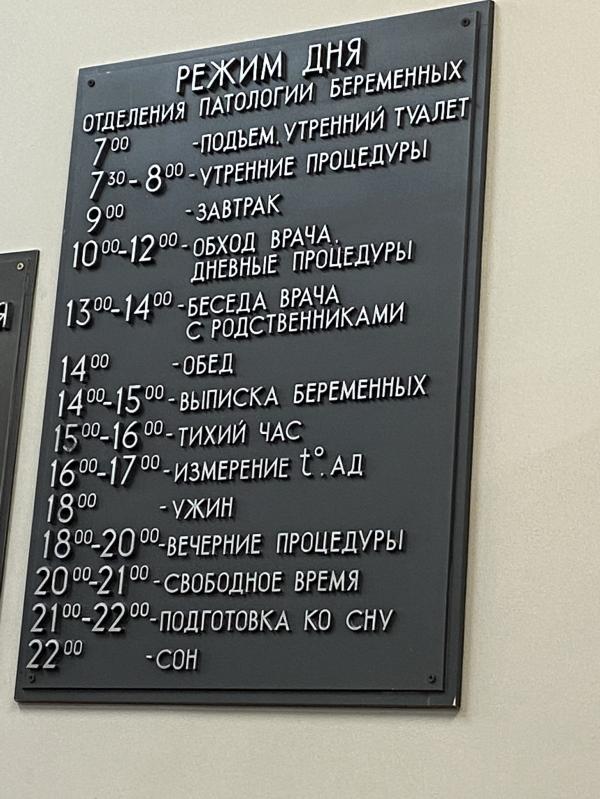 РЕЖИМ ДНЯ
ОТДЕЛЕНИЯ ПАТОЛОГИИ БЕРЕМЕННЫХ
7⁰⁰ -ПОДЪЕМ. УТРЕННИЙ ТУАЛЕТ
7³⁰-8⁰⁰-УТРЕННИЕ ПРОЦЕДУРЫ
9⁰⁰ -ЗАВТРАК
10⁰⁰-12⁰⁰-ОБХОД ВРАЧА.
ДНЕВНЫЕ ПРОЦЕДУРЫ
13⁰⁰-14⁰⁰-БЕСЕДА ВРАЧА
С РОДСТВЕННИКАМИ
14⁰⁰ -ОБЕД
14⁰⁰-15⁰⁰-ВЫПИСКА БЕРЕМЕННЫХ
15⁰⁰-16⁰⁰-ТИХИЙ ЧАС
16⁰⁰-17⁰⁰-ИЗМЕРЕНИЕ t°. АД
18⁰⁰ -УЖИН
18⁰⁰-20⁰⁰-ВЕЧЕРНИЕ ПРОЦЕДУРЫ
20⁰⁰-21⁰⁰-СВОБОДНОЕ ВРЕМЯ
21⁰⁰-22⁰⁰-ПОДГОТОВКА КО СНУ
22⁰⁰ -СОН